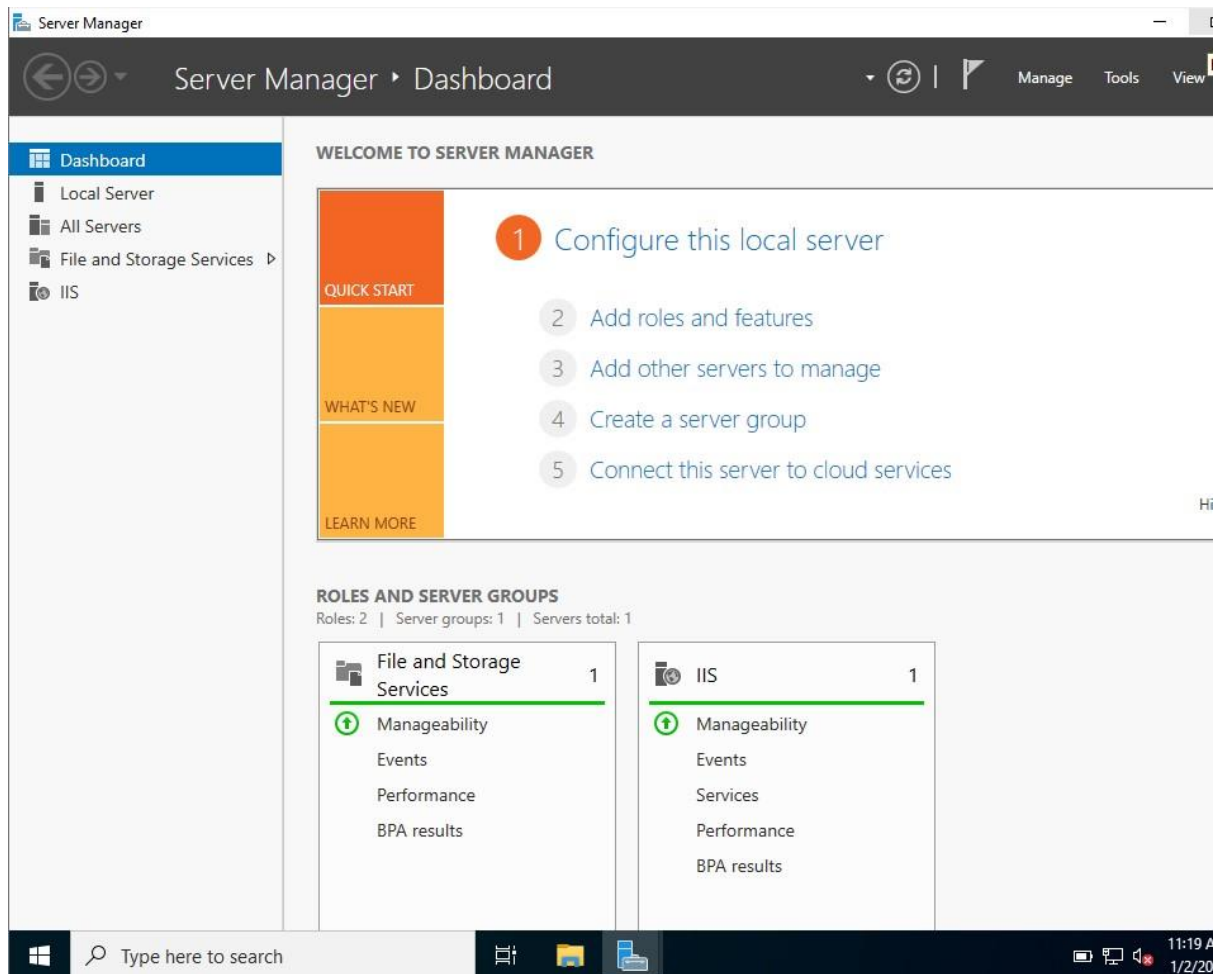 Server Manager
Server Manager ‣ Dashboard
Manage Tools View
Dashboard
Local Server
All Servers
File and Storage Services
IIS
WELCOME TO SERVER MANAGER
QUICK START
WHAT'S NEW
LEARN MORE
1 Configure this local server
2 Add roles and features
3 Add other servers to manage
4 Create a server group
5 Connect this server to cloud services
Hi
ROLES AND SERVER GROUPS
Roles: 2 | Server groups: 1 | Servers total: 1
File and Storage
Services
1
Manageability
Events
Performance
BPA results
IIS 1
Manageability
Events
Services
Performance
BPA results
Type here to search
11:19 A
1/2/20